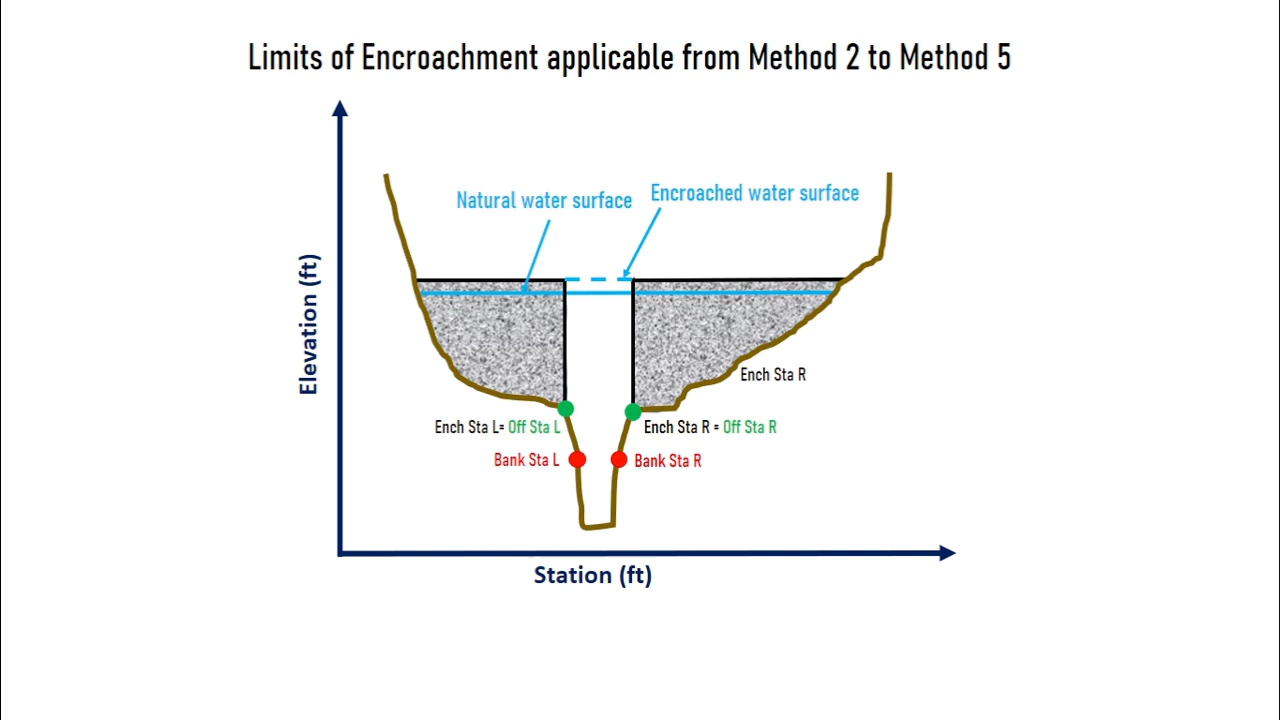 Limits of Encroachment applicable from Method 2 to Method 5
Natural water surface
Encroached water surface
Elevation (ft)
Ench Sta R
Ench Sta L= Off Sta L
Ench Sta R = Off Sta R
Bank Sta L
Bank Sta R
Station (ft)